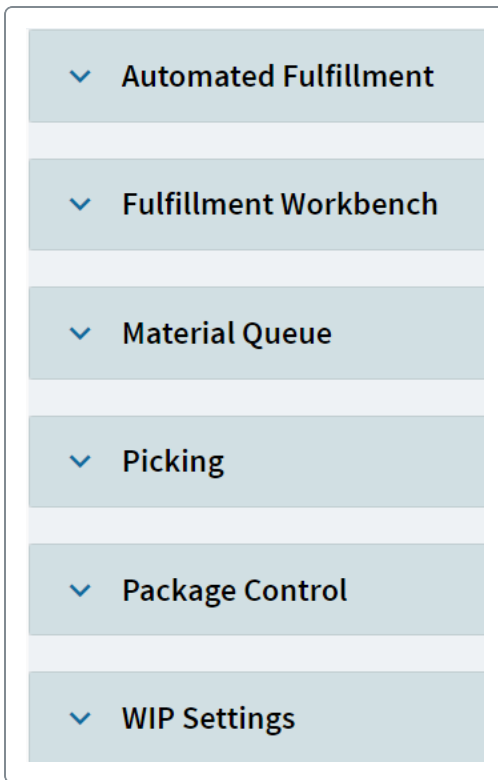 Automated Fulfillment
Fulfillment Workbench
Material Queue
Picking
Package Control
WIP Settings